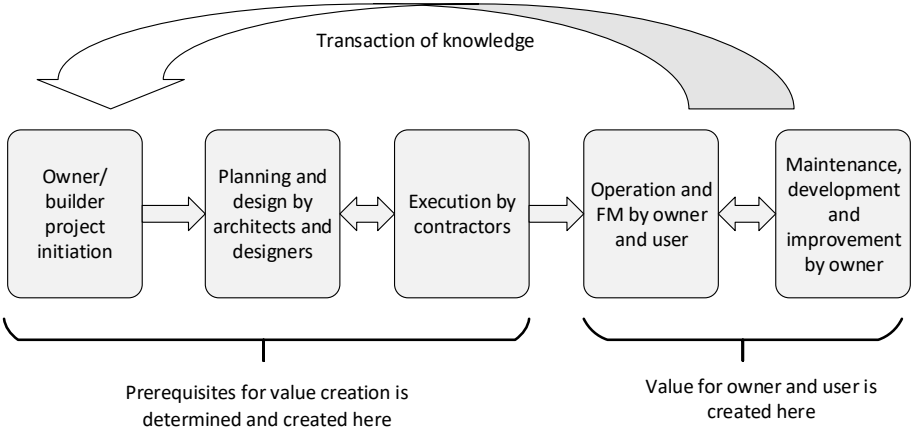 Transaction of knowledge
Owner/
builder
project
initiation
Planning and
design by
architects and
designers
Execution by
contractors
Operation and
FM by owner
and user
Maintenance,
development
and
improvement
by owner
Prerequisites for value creation is
determined and created here
Value for owner and user is
created here